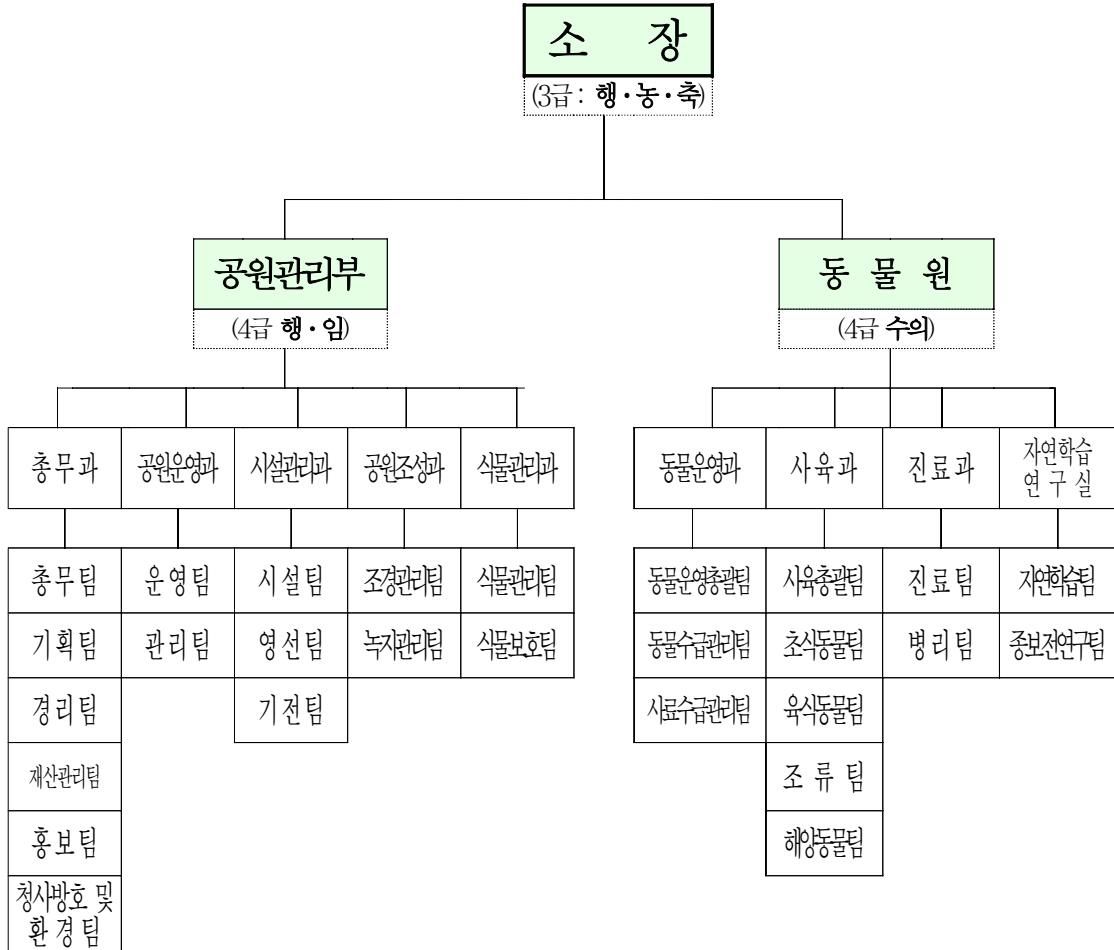 소 장
(3급 : 행·농·축)
공원관리부
(4급 행·임)
동 물 원
(4급 수의)
총무과
공원운영과
시설관리과
공원조성과
식물관리과
동물운영과
사육과
진료과
자연학습
연 구 실
총무팀
운영팀
시설팀
조경관리팀
식물관리팀
동물운영총괄팀
사육총괄팀
진료팀
자연학습팀
기획팀
관리팀
영선팀
녹지관리팀
식물보호팀
동물수급관리팀
초식동물팀
병리팀
종보전연구팀
경리팀
기전팀
사료수급관리팀
육식동물팀
재산관리팀
조 류 팀
홍보팀
해양동물팀
청사방호 및
환 경 팀